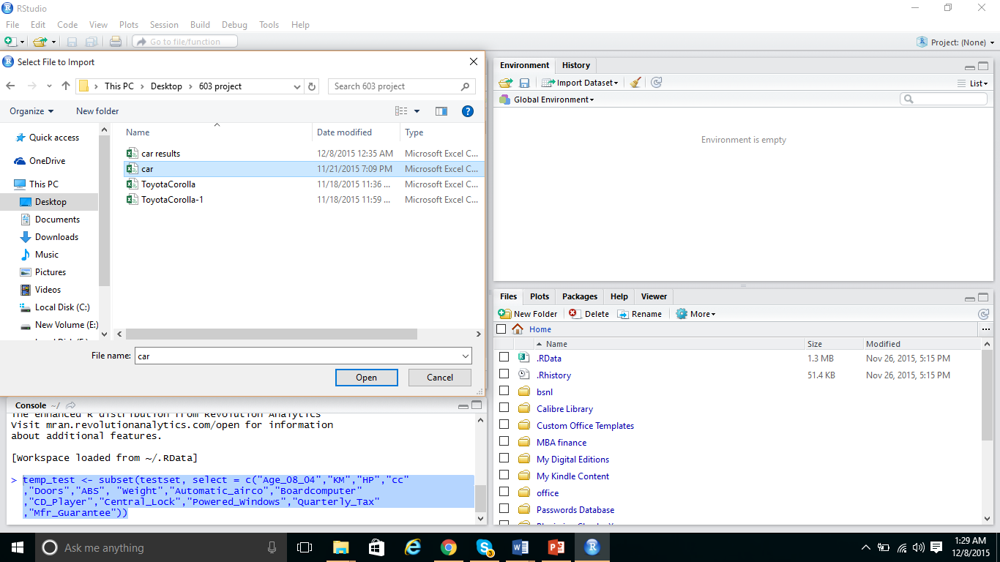 RStudio
File Edit Code View Plots Session Build Debug Tools Help
Go to file/function
Project: (None)
Select File to Import
This PC > Desktop > 603 project
Search 603 project
Organize New folder
Name Date modified Type
Quick access
OneDrive
This PC
Desktop
Documents
Downloads
Music
Pictures
Videos
Local Disk (C:)
New Volume (E:)
car results 12/8/2015 12:35 AM Microsoft Excel C...
car 11/21/2015 7:09 PM Microsoft Excel C...
ToyotaCorolla 11/18/2015 11:36 ... Microsoft Excel C...
ToyotaCorolla-1 11/18/2015 11:59 ... Microsoft Excel C...
File name: car
Open Cancel
Console ~/
The enhanced R distribution from Revolution Analytics
Visit mran.revolutionanalytics.com/open for information
about additional features.
[Workspace loaded from ~/.RData]
> temp_test <- subset(testset, select = c("Age_08_04","KM","HP","cc"
,"Doors","ABS", "Weight","Automatic_airco","Boardcomputer"
,"CD_Player","Central_Lock","Powered_Windows","Quarterly_Tax"
,"Mfr_Guarantee"))
Environment History
Import Dataset List
Global Environment
Environment is empty
Files Plots Packages Help Viewer
New Folder Delete Rename More
Home ...
Name Size Modified
.RData 1.3 MB Nov 26, 2015, 5:15 PM
.Rhistory 51.4 KB Nov 26, 2015, 5:15 PM
bsnl
Calibre Library
Custom Office Templates
MBA finance
My Digital Editions
My Kindle Content
office
Passwords Database
Ask me anything
3
1:29 AM
12/8/2015